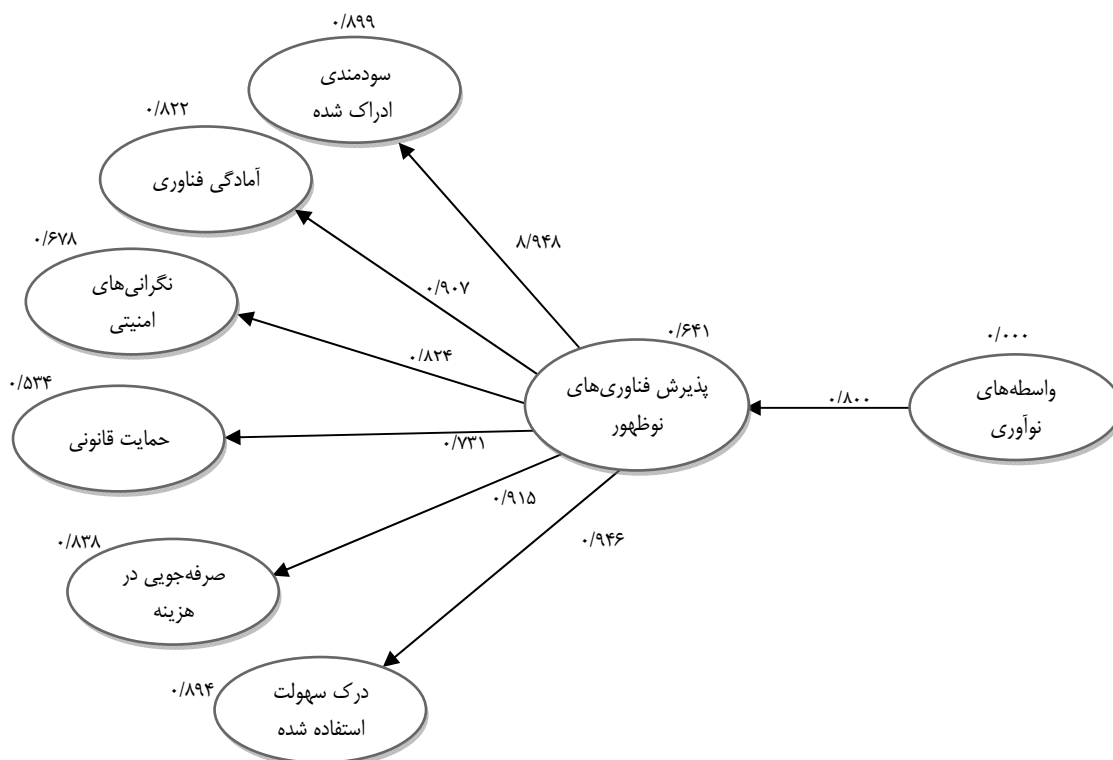 ۰/۸۹۹
سودمندی
ادراک شده
۰/۸۲۲
آمادگی فناوری
۰/۶۷۸
نگرانی‌های
امنیتی
۰/۵۳۴
حمایت قانونی
۰/۸۳۸
صرفه‌جویی در
هزینه
۰/۸۹۴
درک سهولت
استفاده شده
۸/۹۴۸
۰/۹۰۷
۰/۸۲۴
۰/۷۳۱
۰/۹۱۵
۰/۹۴۶
۰/۶۴۱
پذیرش فناوری‌های
نوظهور
۰/۸۰۰
۰/۰۰۰
واسطه‌های
نوآوری